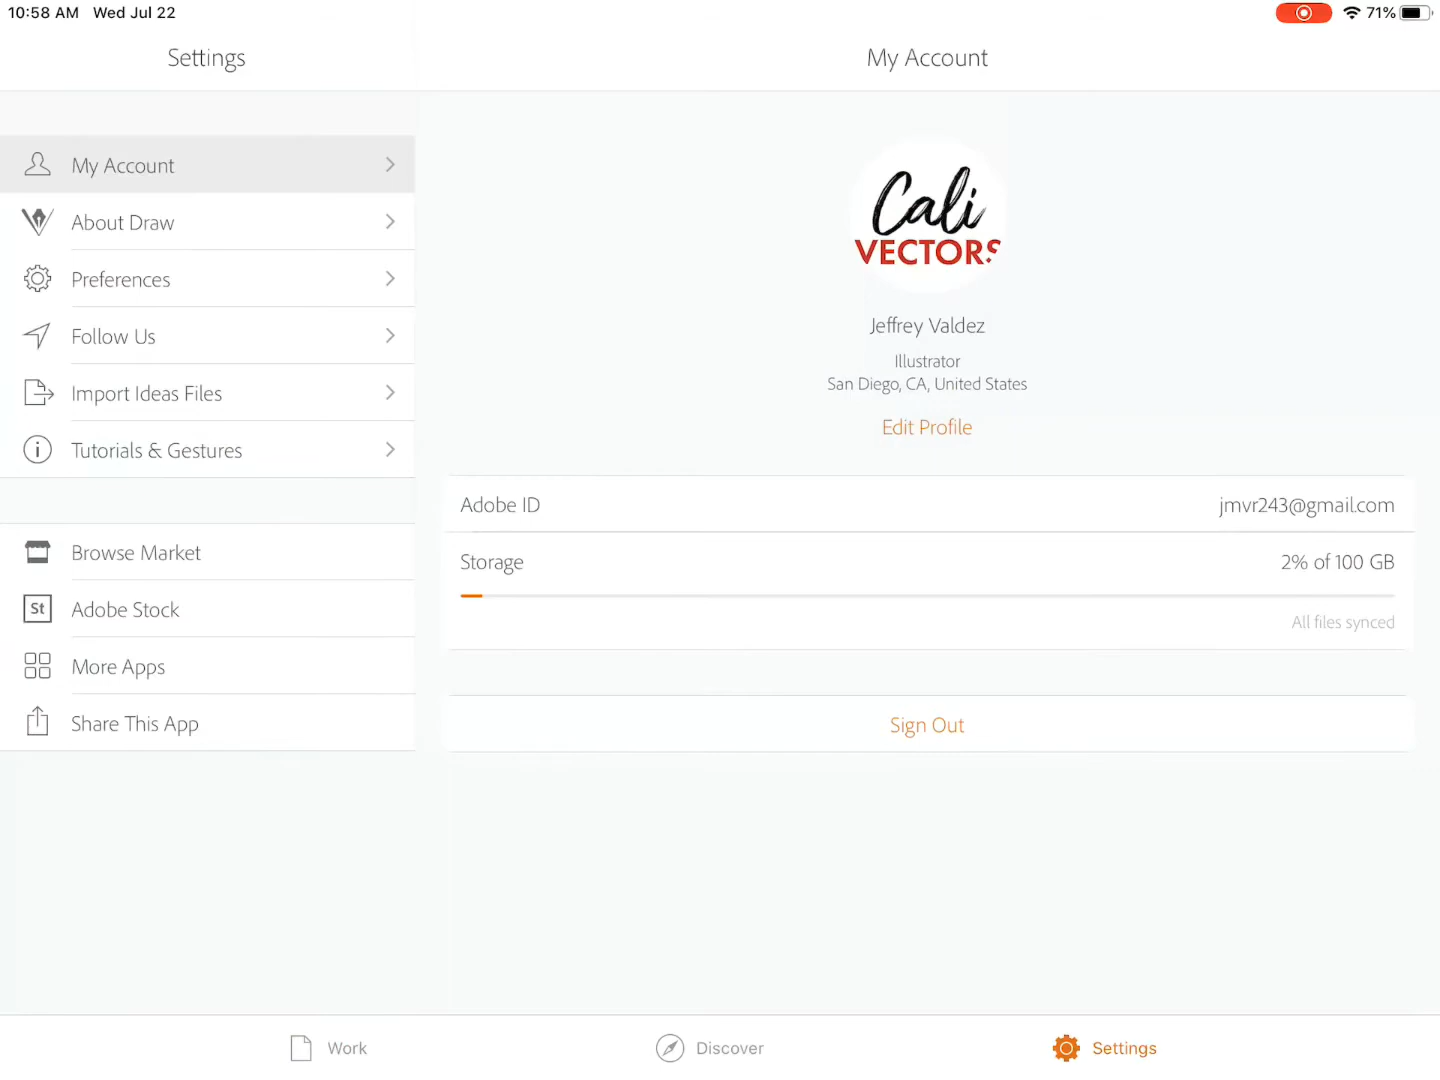 10:58 AM Wed Jul 22
71%
Settings
My Account
My Account
About Draw
Preferences
Follow Us
Import Ideas Files
Tutorials & Gestures
Browse Market
St Adobe Stock
More Apps
Share This App
Cali
VECTORS
Jeffrey Valdez
Illustrator
San Diego, CA, United States
Edit Profile
Adobe ID jmvr243@gmail.com
Storage 2% of 100 GB
All files synced
Sign Out
Work Discover Settings